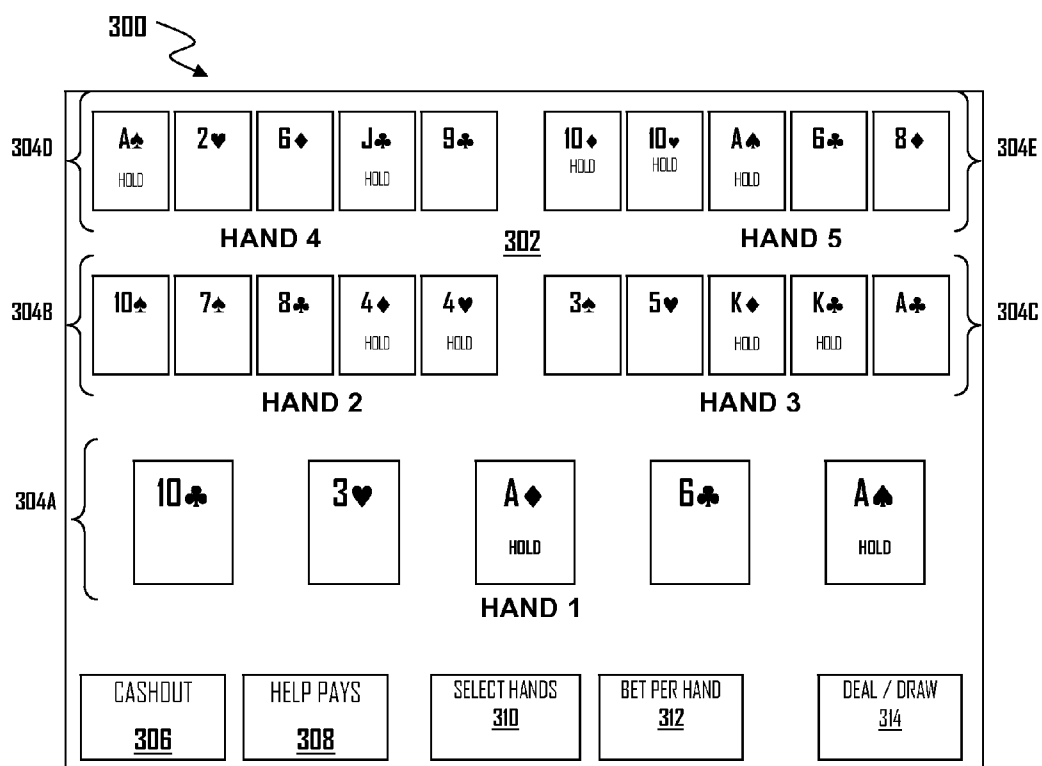 300
304D
A♠ 2♥ 6♦ J♣ 9♣
HOLD HOLD
HAND 4
10♦ 10♥ A♠ 6♣ 8♦
HOLD HOLD HOLD
HAND 5
304E
302
304B
10♠ 7♠ 8♣ 4♦ 4♥
HOLD HOLD
HAND 2
3♠ 5♥ K♦ K♣ A♣
HOLD HOLD
HAND 3
304C
304A
10♣ 3♥ A♦ 6♣ A♠
HOLD HOLD
HAND 1
CASHOUT
306
HELP PAYS
308
SELECT HANDS
310
BET PER HAND
312
DEAL / DRAW
314